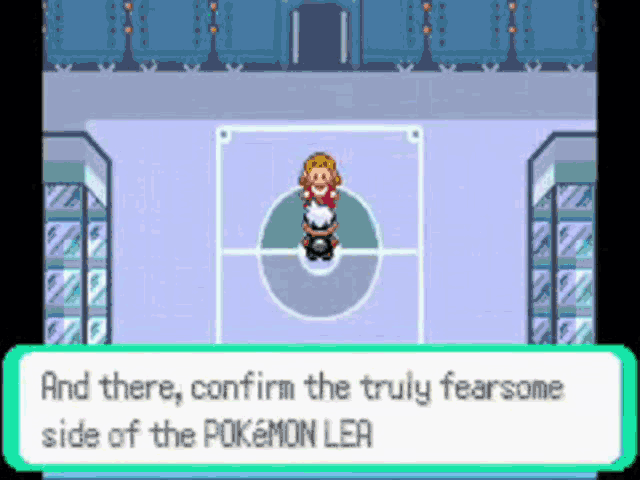 And there, confirm the truly fearsome
side of the POKéMON LEA